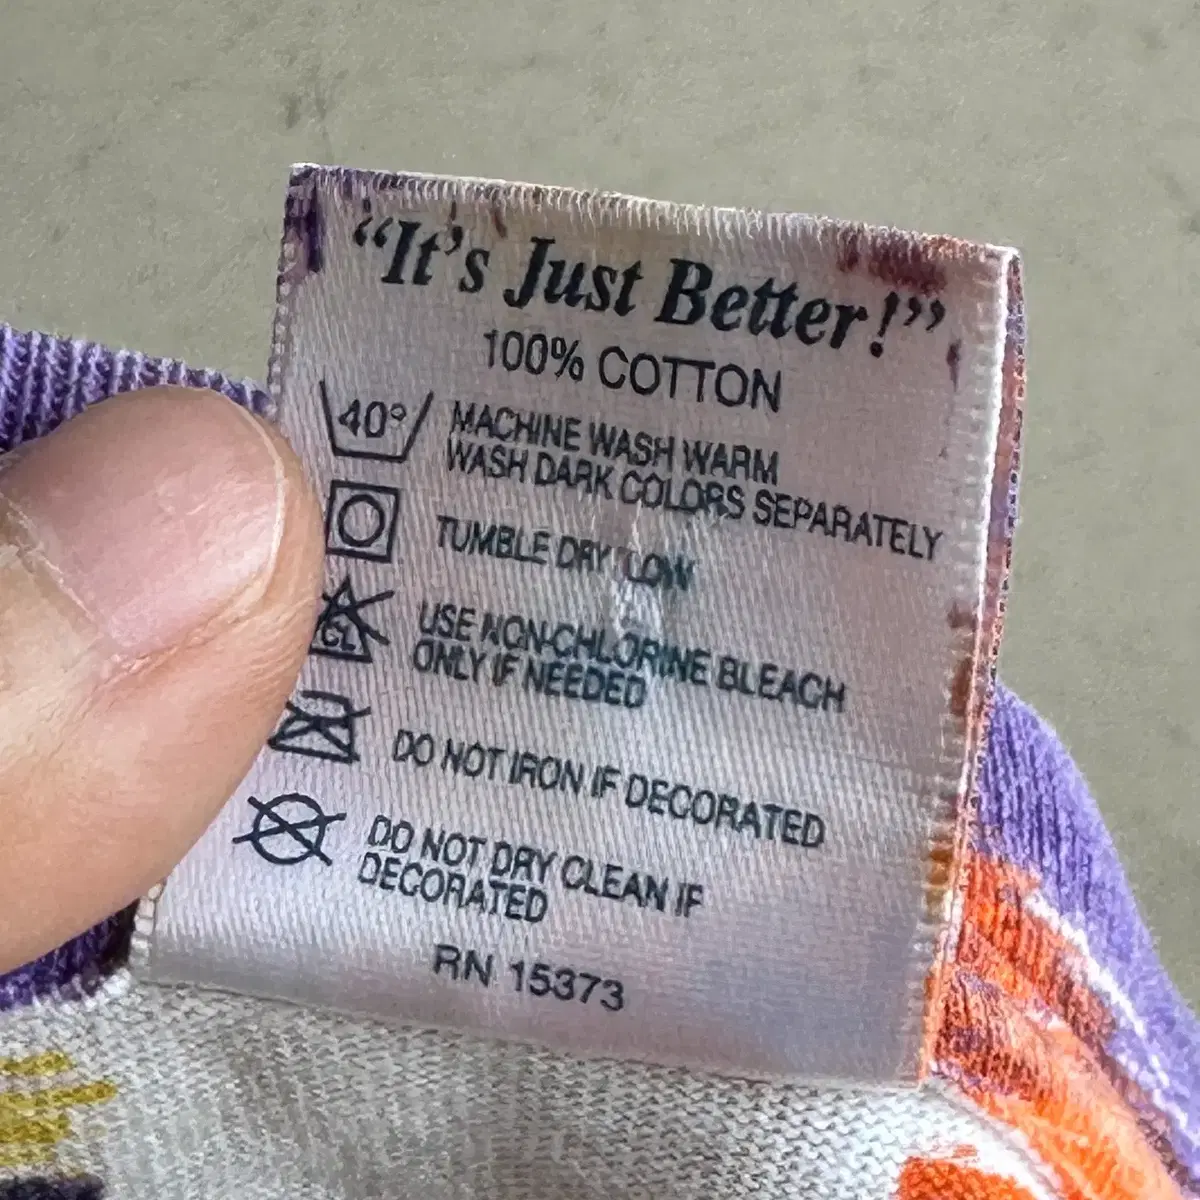 “It’s Just Better!”
100% COTTON
40° MACHINE WASH WARM
WASH DARK COLORS SEPARATELY
TUMBLE DRY LOW
CL USE NON-CHLORINE BLEACH
ONLY IF NEEDED
DO NOT IRON IF DECORATED
DO NOT DRY CLEAN IF
DECORATED
RN 15373